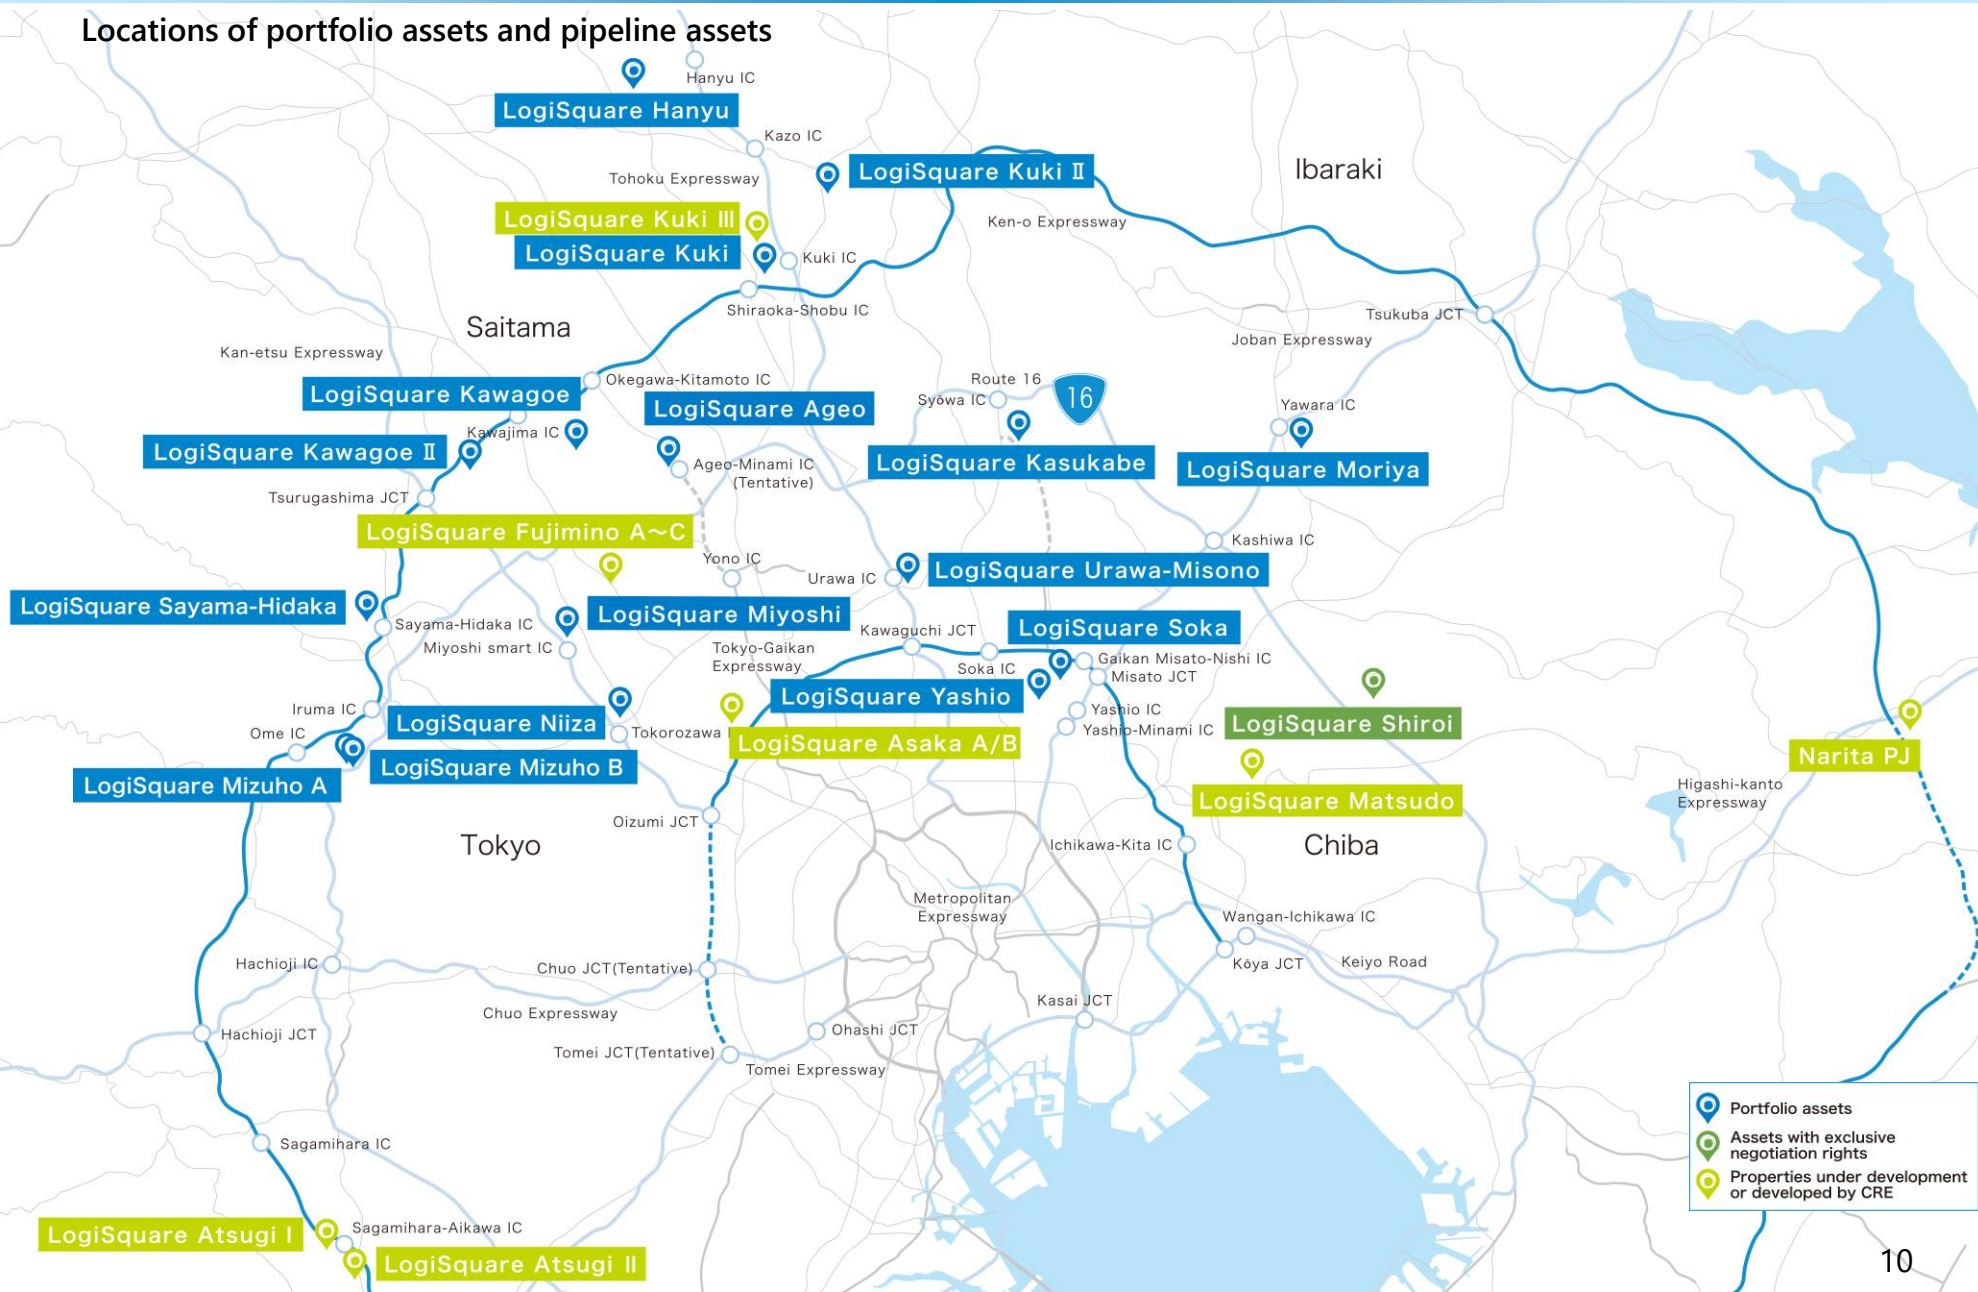 Locations of portfolio assets and pipeline assets
Hanyu IC
LogiSquare Hanyu
Kazo IC
Tohoku Expressway
LogiSquare Kuki Ⅱ
Ibaraki
LogiSquare Kuki Ⅲ
Ken-o Expressway
LogiSquare Kuki
Kuki IC
Shiraoka-Shobu IC
Tsukuba JCT
Saitama
Joban Expressway
Kan-etsu Expressway
Okegawa-Kitamoto IC
Route 16
16
LogiSquare Kawagoe
Syōwa IC
LogiSquare Ageo
Yawara IC
Kawajima IC
LogiSquare Kawagoe Ⅱ
Ageo-Minami IC
(Tentative)
LogiSquare Kasukabe
LogiSquare Moriya
Tsurugashima JCT
LogiSquare Fujimino A～C
Kashiwa IC
Yono IC
Urawa IC
LogiSquare Urawa-Misono
LogiSquare Sayama-Hidaka
LogiSquare Miyoshi
Sayama-Hidaka IC
Kawaguchi JCT
LogiSquare Soka
Miyoshi smart IC
Tokyo-Gaikan
Expressway
Soka IC
Gaikan Misato-Nishi IC
Misato JCT
LogiSquare Yashio
Iruma IC
LogiSquare Niiza
Yashio IC
LogiSquare Shiroi
Ome IC
Tokorozawa
Yashio-Minami IC
LogiSquare Asaka A/B
Narita PJ
LogiSquare Mizuho B
LogiSquare Mizuho A
LogiSquare Matsudo
Higashi-kanto
Expressway
Oizumi JCT
Tokyo
Ichikawa-Kita IC
Chiba
Metropolitan
Expressway
Wangan-Ichikawa IC
Hachioji IC
Chuo JCT(Tentative)
Kōya JCT
Keiyo Road
Kasai JCT
Chuo Expressway
Hachioji JCT
Ohashi JCT
Tomei JCT(Tentative)
Tomei Expressway
Portfolio assets
Assets with exclusive
negotiation rights
Properties under development
or developed by CRE
Sagamihara IC
Sagamihara-Aikawa IC
LogiSquare Atsugi Ⅰ
LogiSquare Atsugi Ⅱ
10